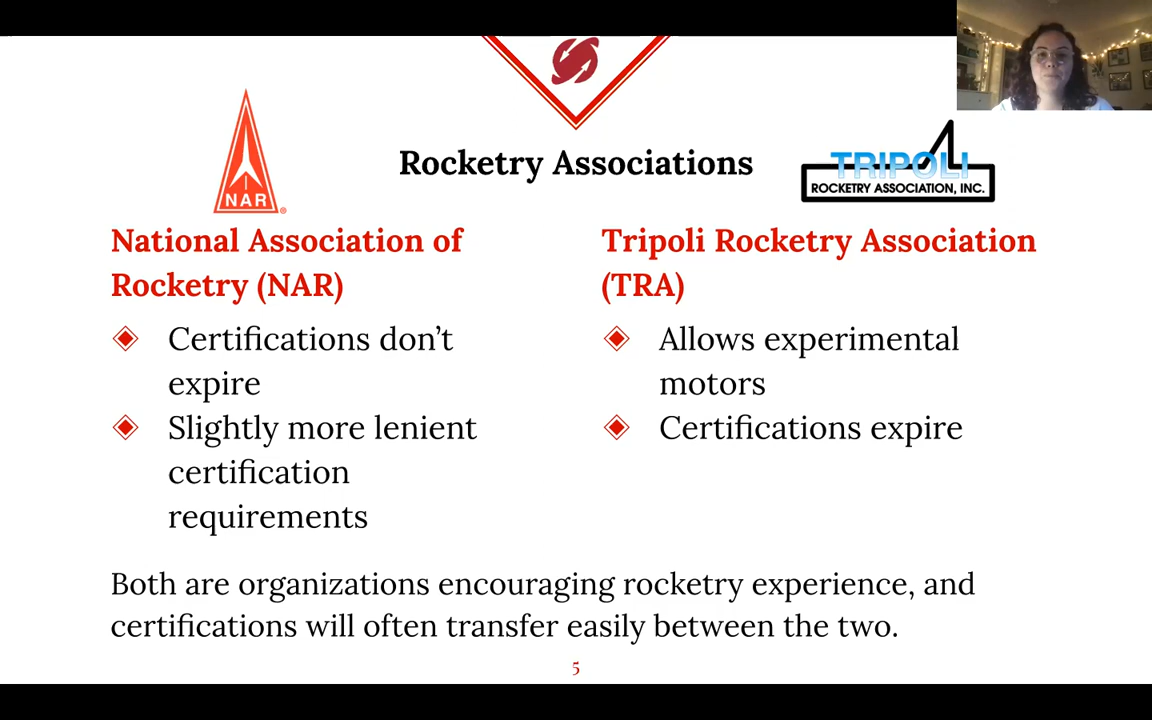 Rocketry Associations
NAR
®
TRIPOLI
ROCKETRY ASSOCIATION, INC.
National Association of
Rocketry (NAR)
Certifications don’t
expire
Slightly more lenient
certification
requirements
Tripoli Rocketry Association
(TRA)
Allows experimental
motors
Certifications expire
Both are organizations encouraging rocketry experience, and
certifications will often transfer easily between the two.
5